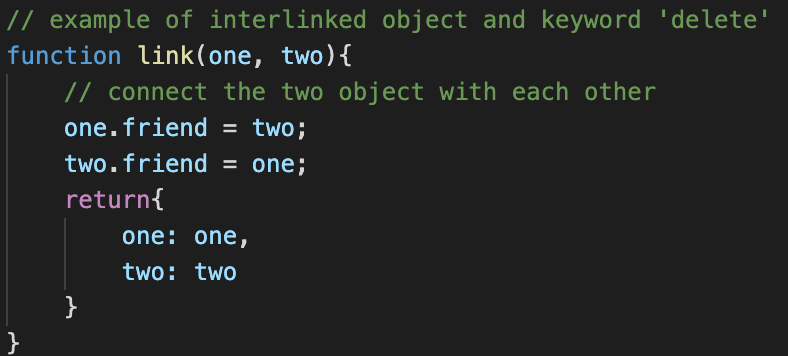 // example of interlinked object and keyword 'delete'
function link(one, two){
    // connect the two object with each other
    one.friend = two;
    two.friend = one;
    return{
        one: one,
        two: two
    }
}